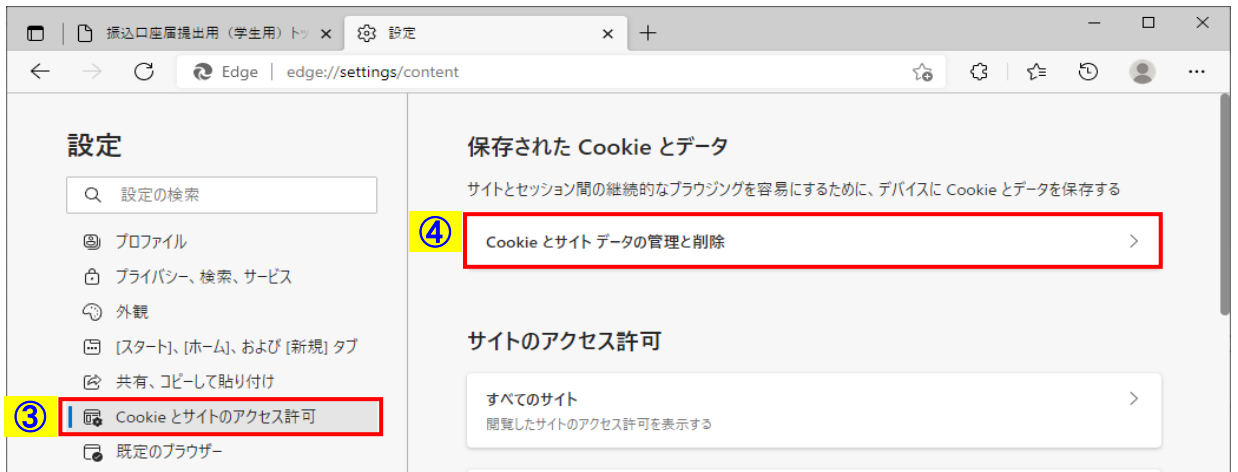 振込口座届提出用（学生用）ト
設定
Edge
edge://settings/content
設定
設定の検索
プロファイル
プライバシー、検索、サービス
外観
[スタート]、[ホーム]、および [新規] タブ
共有、コピーして貼り付け
③
Cookie とサイトのアクセス許可
既定のブラウザー
保存された Cookie とデータ
サイトとセッション間の継続的なブラウジングを容易にするために、デバイスに Cookie とデータを保存する
④
Cookie とサイト データの管理と削除
サイトのアクセス許可
すべてのサイト
閲覧したサイトのアクセス許可を表示する